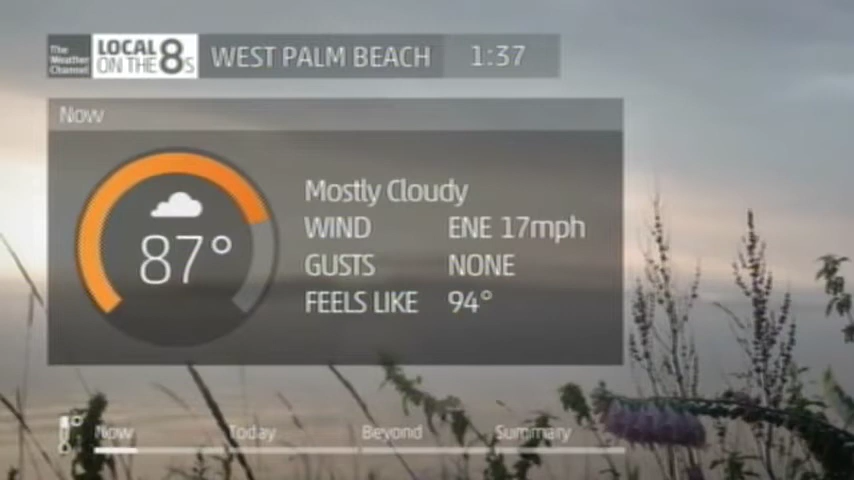 The Weather Channel
LOCAL ON THE 8s
WEST PALM BEACH 1:37
Now
Mostly Cloudy
87°
WIND ENE 17mph
GUSTS NONE
FEELS LIKE 94°
Now Today Beyond Summary